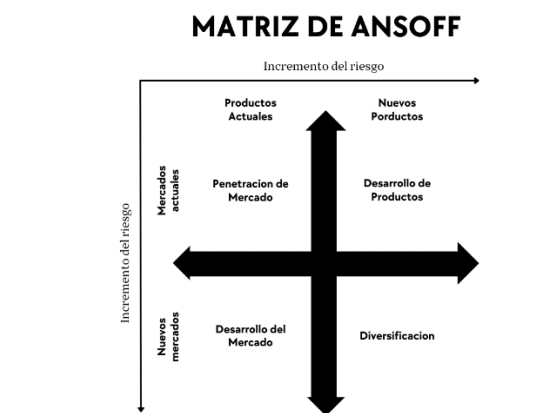 MATRIZ DE ANSOFF
Incremento del riesgo
Productos
Actuales
Nuevos
Porductos
Mercados
actuales
Penetracion de
Mercado
Desarrollo de
Productos
Incremento del riesgo
Nuevos
mercados
Desarrollo del
Mercado
Diversificacion